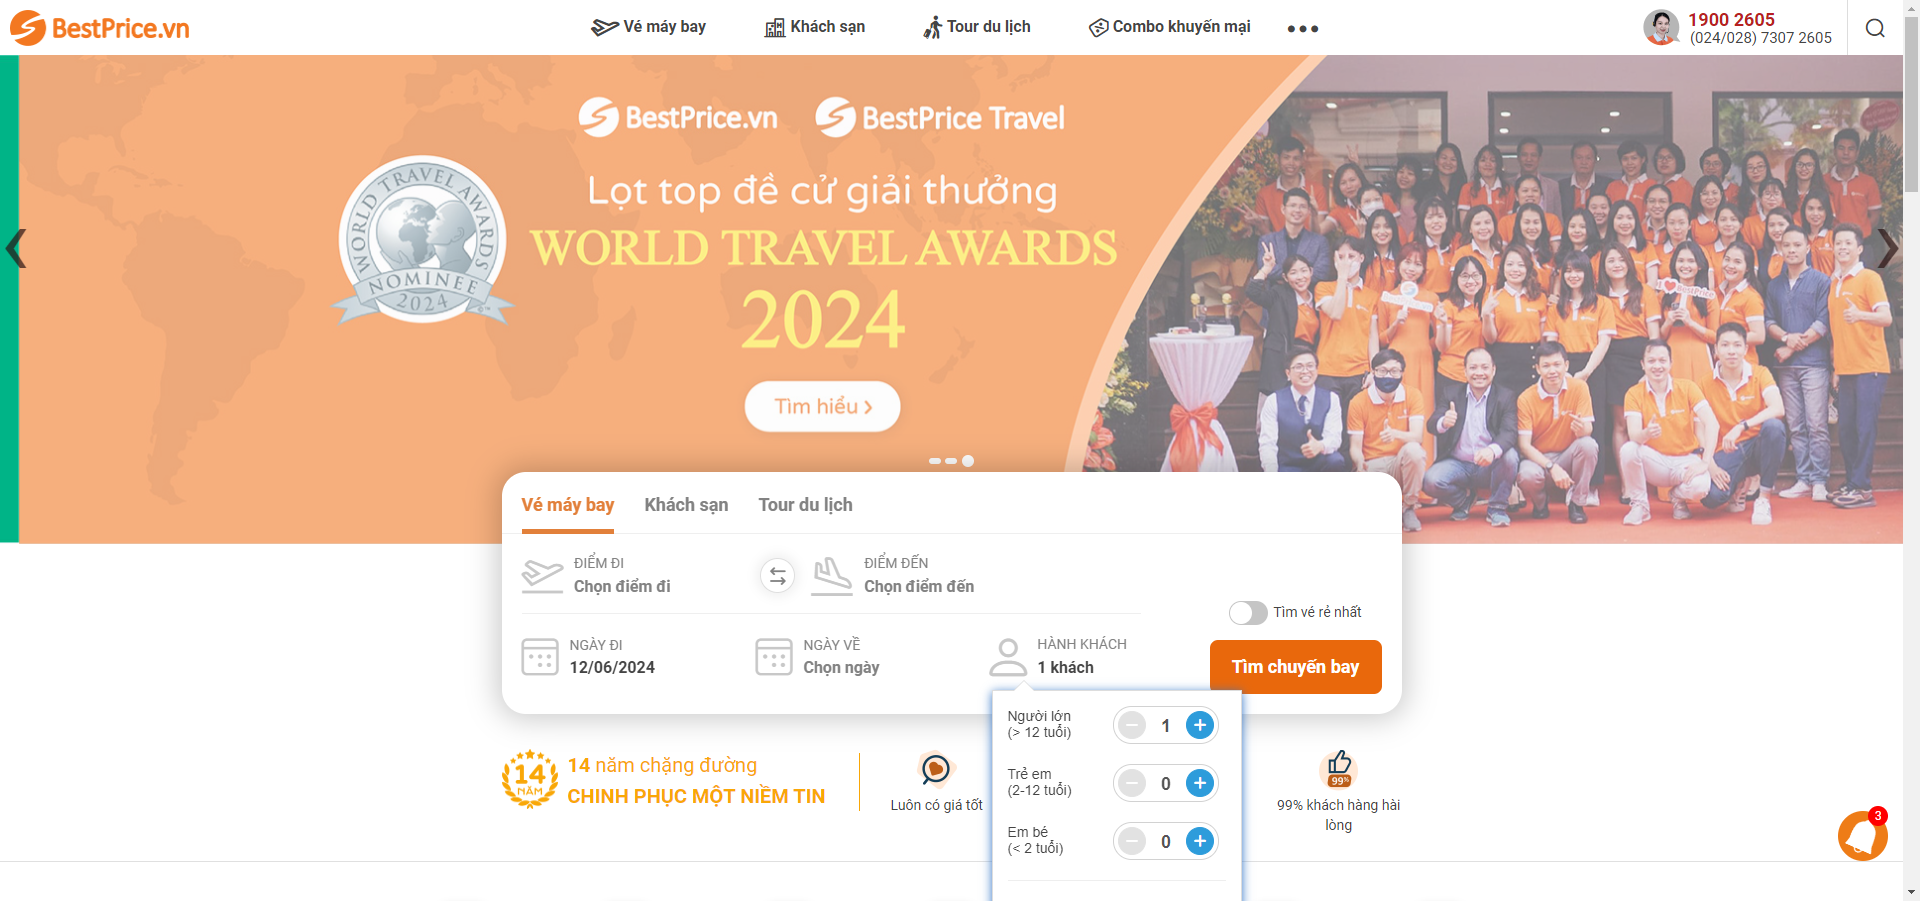 BestPrice.vn
Vé máy bay
Khách sạn
Tour du lịch
Combo khuyến mại
1900 2605
(024/028) 7307 2605
BestPrice.vn
BestPrice Travel
Lọt top đề cử giải thưởng
WORLD TRAVEL AWARDS
2024
WORLD TRAVEL AWARDS
NOMINEE
2024
Tìm hiểu
Vé máy bay
Khách sạn
Tour du lịch
ĐIỂM ĐI
Chọn điểm đi
ĐIỂM ĐẾN
Chọn điểm đến
Tìm vé rẻ nhất
NGÀY ĐI
12/06/2024
NGÀY VỀ
Chọn ngày
HÀNH KHÁCH
1 khách
Tìm chuyến bay
Người lớn
(> 12 tuổi)
1
Trẻ em
(2-12 tuổi)
0
Em bé
(< 2 tuổi)
0
14
NĂM
14 năm chặng đường
CHINH PHỤC MỘT NIỀM TIN
Luôn có giá tốt
99%
99% khách hàng hài
lòng
3